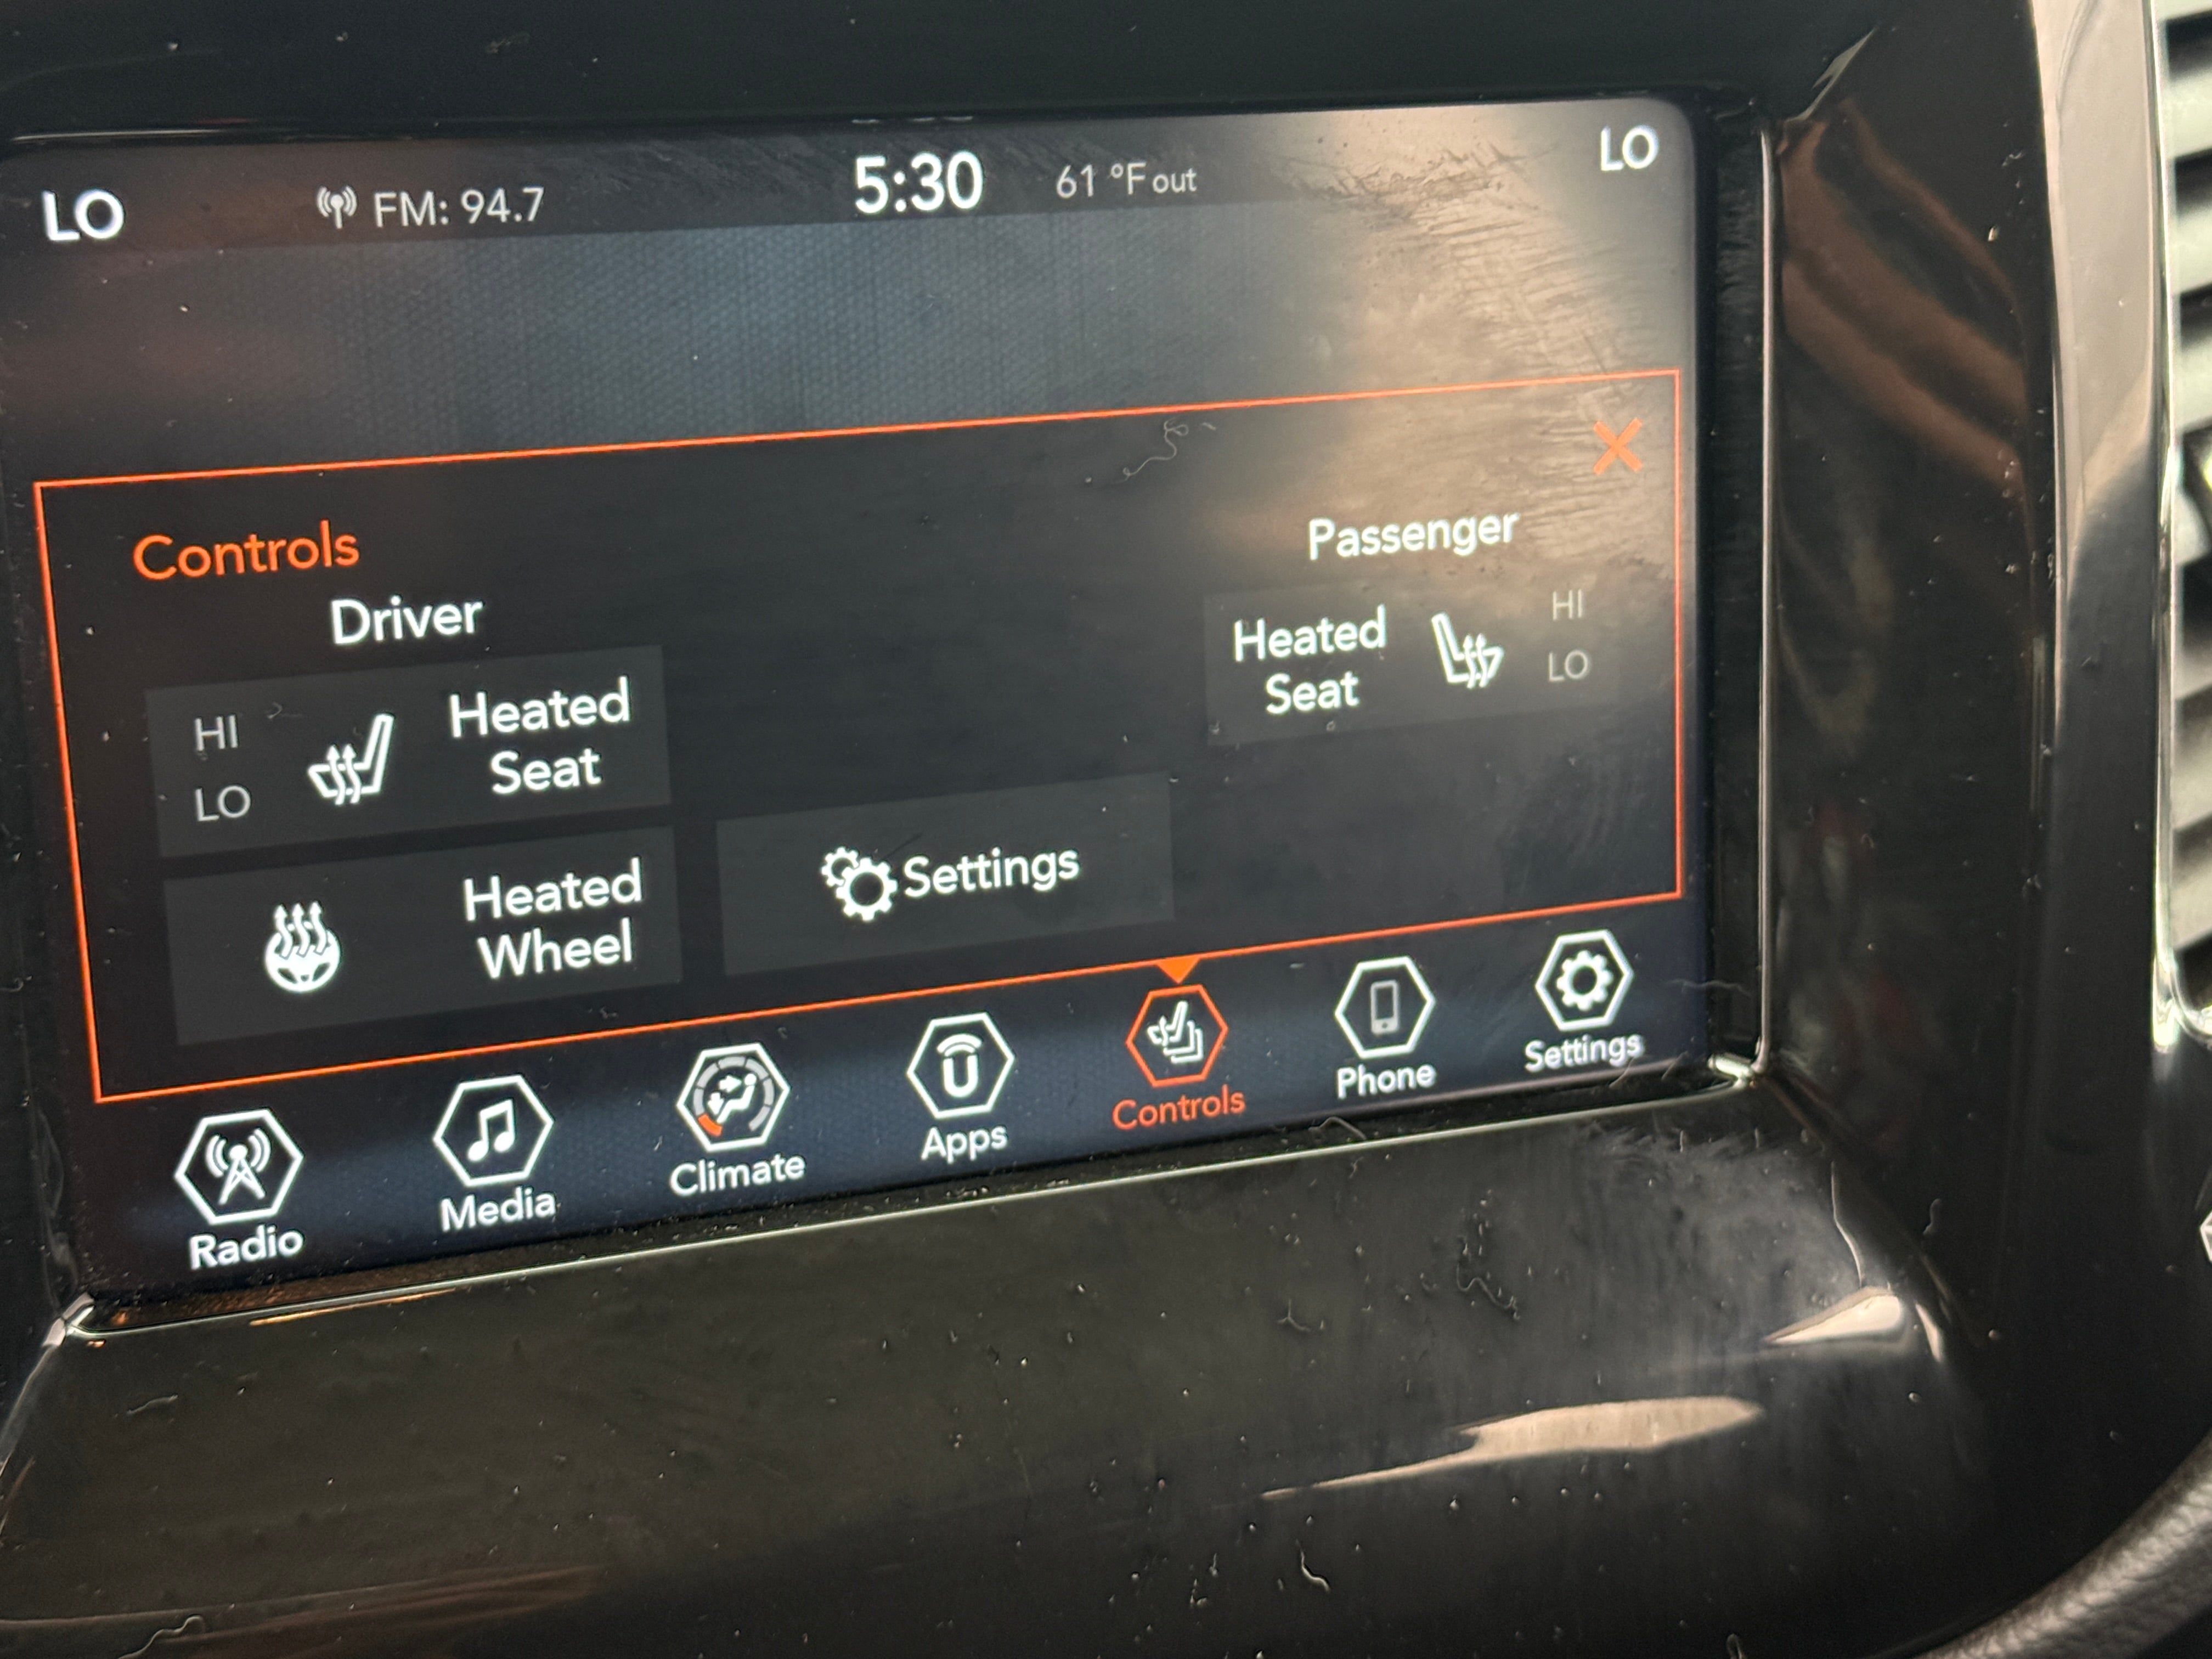 LO FM: 94.7 5:30 61 °F out LO
Controls
Driver
HI
LO
Heated
Seat
Heated
Wheel
Settings
Passenger
Heated
Seat
HI
LO
Radio Media Climate Apps Controls Phone Settings